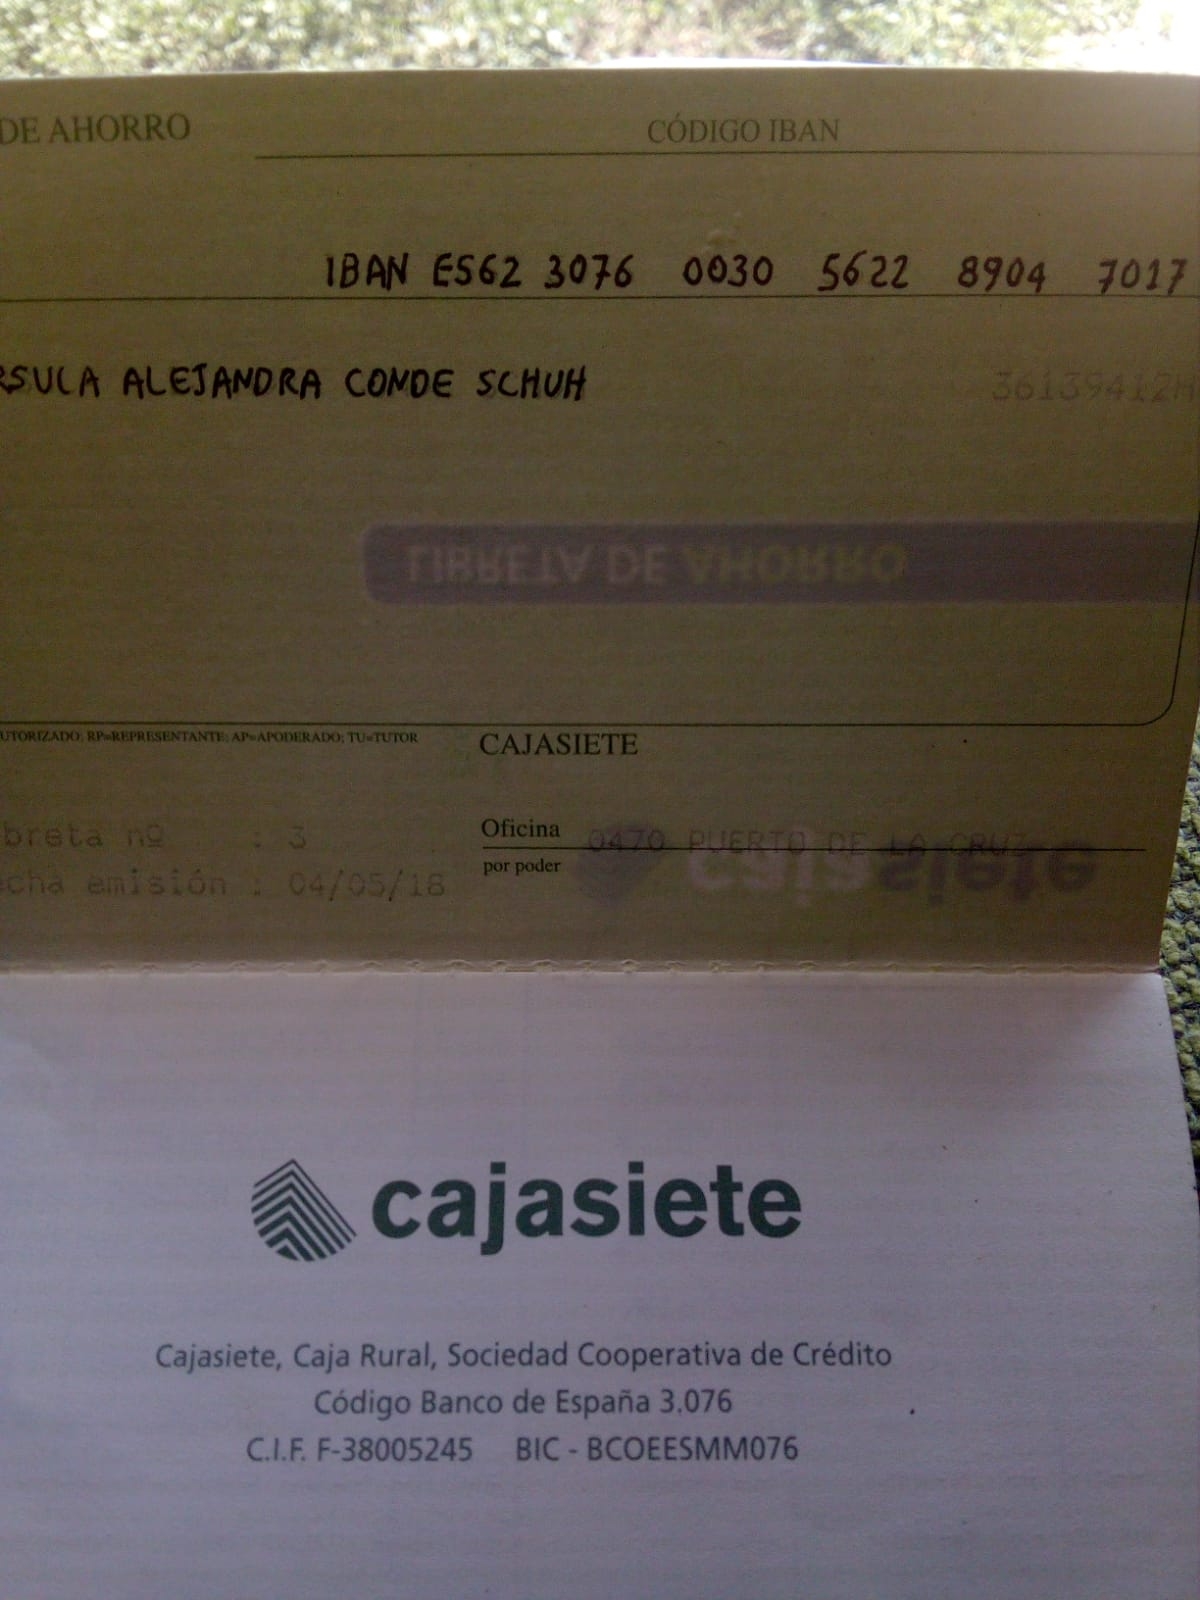 DE AHORRO
CÓDIGO IBAN
IBAN ES62 3076 0030 5622 8904 7017
RSULA ALEJANDRA CONDE SCHUH
36139412H
LIBRETA DE AHORRO
UTORIZADO; RP=REPRESENTANTE; AP=APODERADO; TU=TUTOR
CAJASIETE
breta nº : 3
Oficina 0470 PUERTO DE LA CRUZ
echa emisión : 04/05/18
por poder
cajasiete
cajasiete
Cajasiete, Caja Rural, Sociedad Cooperativa de Crédito
Código Banco de España 3.076
C.I.F. F-38005245 BIC - BCOEESMM076